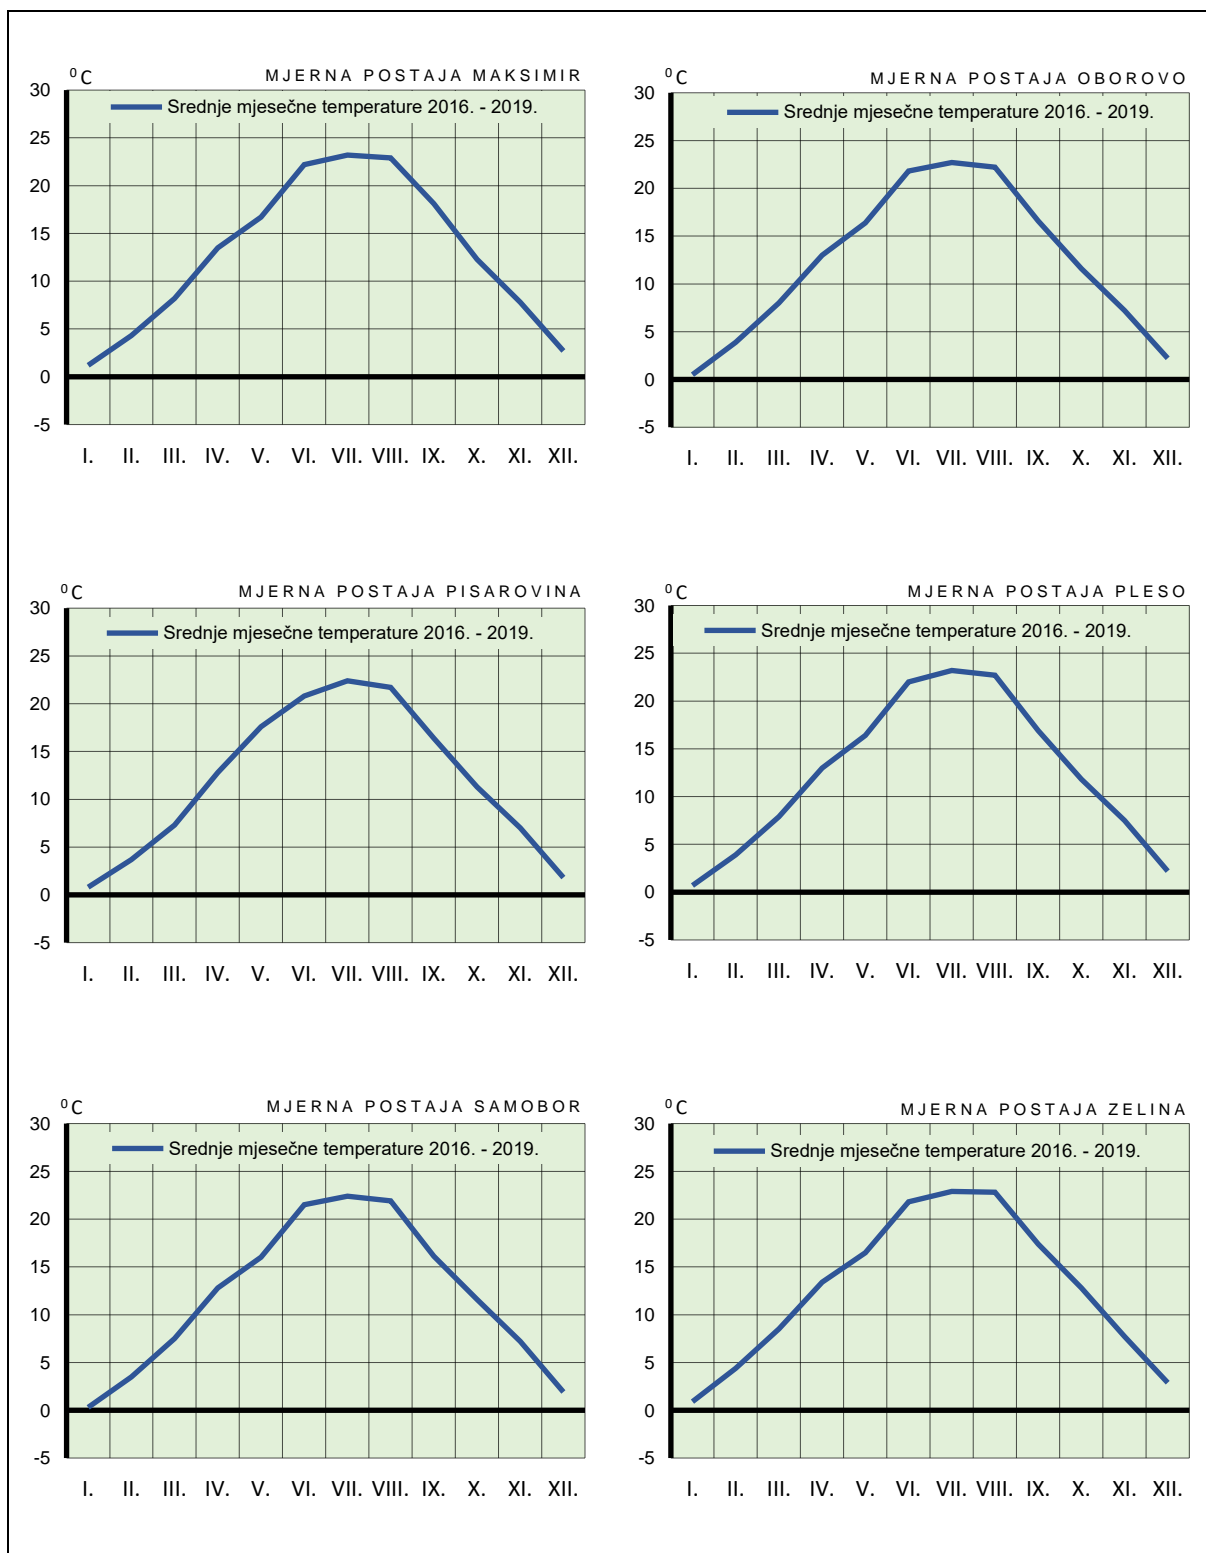 ⁰C MJERNA POSTAJA MAKSIMIR
Srednje mjesečne temperature 2016. - 2019.
30
25
20
15
10
5
0
-5
I. II. III. IV. V. VI. VII. VIII. IX. X. XI. XII.
⁰C MJERNA POSTAJA OBOROVO
Srednje mjesečne temperature 2016. - 2019.
30
25
20
15
10
5
0
-5
I. II. III. IV. V. VI. VII. VIII. IX. X. XI. XII.
⁰C MJERNA POSTAJA PISAROVINA
Srednje mjesečne temperature 2016. - 2019.
30
25
20
15
10
5
0
-5
I. II. III. IV. V. VI. VII. VIII. IX. X. XI. XII.
⁰C MJERNA POSTAJA PLESO
Srednje mjesečne temperature 2016. - 2019.
30
25
20
15
10
5
0
-5
I. II. III. IV. V. VI. VII. VIII. IX. X. XI. XII.
⁰C MJERNA POSTAJA SAMOBOR
Srednje mjesečne temperature 2016. - 2019.
30
25
20
15
10
5
0
-5
I. II. III. IV. V. VI. VII. VIII. IX. X. XI. XII.
⁰C MJERNA POSTAJA ZELINA
Srednje mjesečne temperature 2016. - 2019.
30
25
20
15
10
5
0
-5
I. II. III. IV. V. VI. VII. VIII. IX. X. XI. XII.